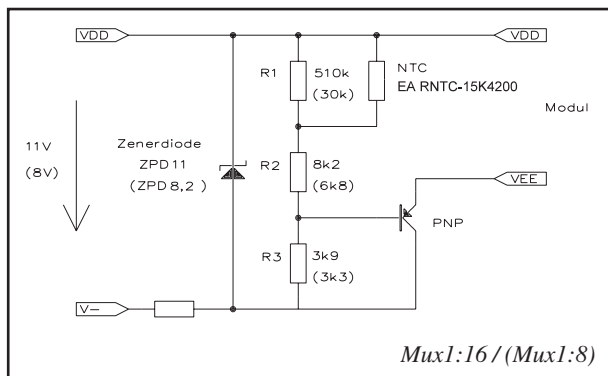 VDD
VDD
R1
510k
(30k)
NTC
EA RNTC-15K4200
Modul
11V
(8V)
Zenerdiode
ZPD11
(ZPD8,2)
R2
8k2
(6k8)
VEE
PNP
R3
3k9
(3k3)
V-
Mux1:16 / (Mux1:8)